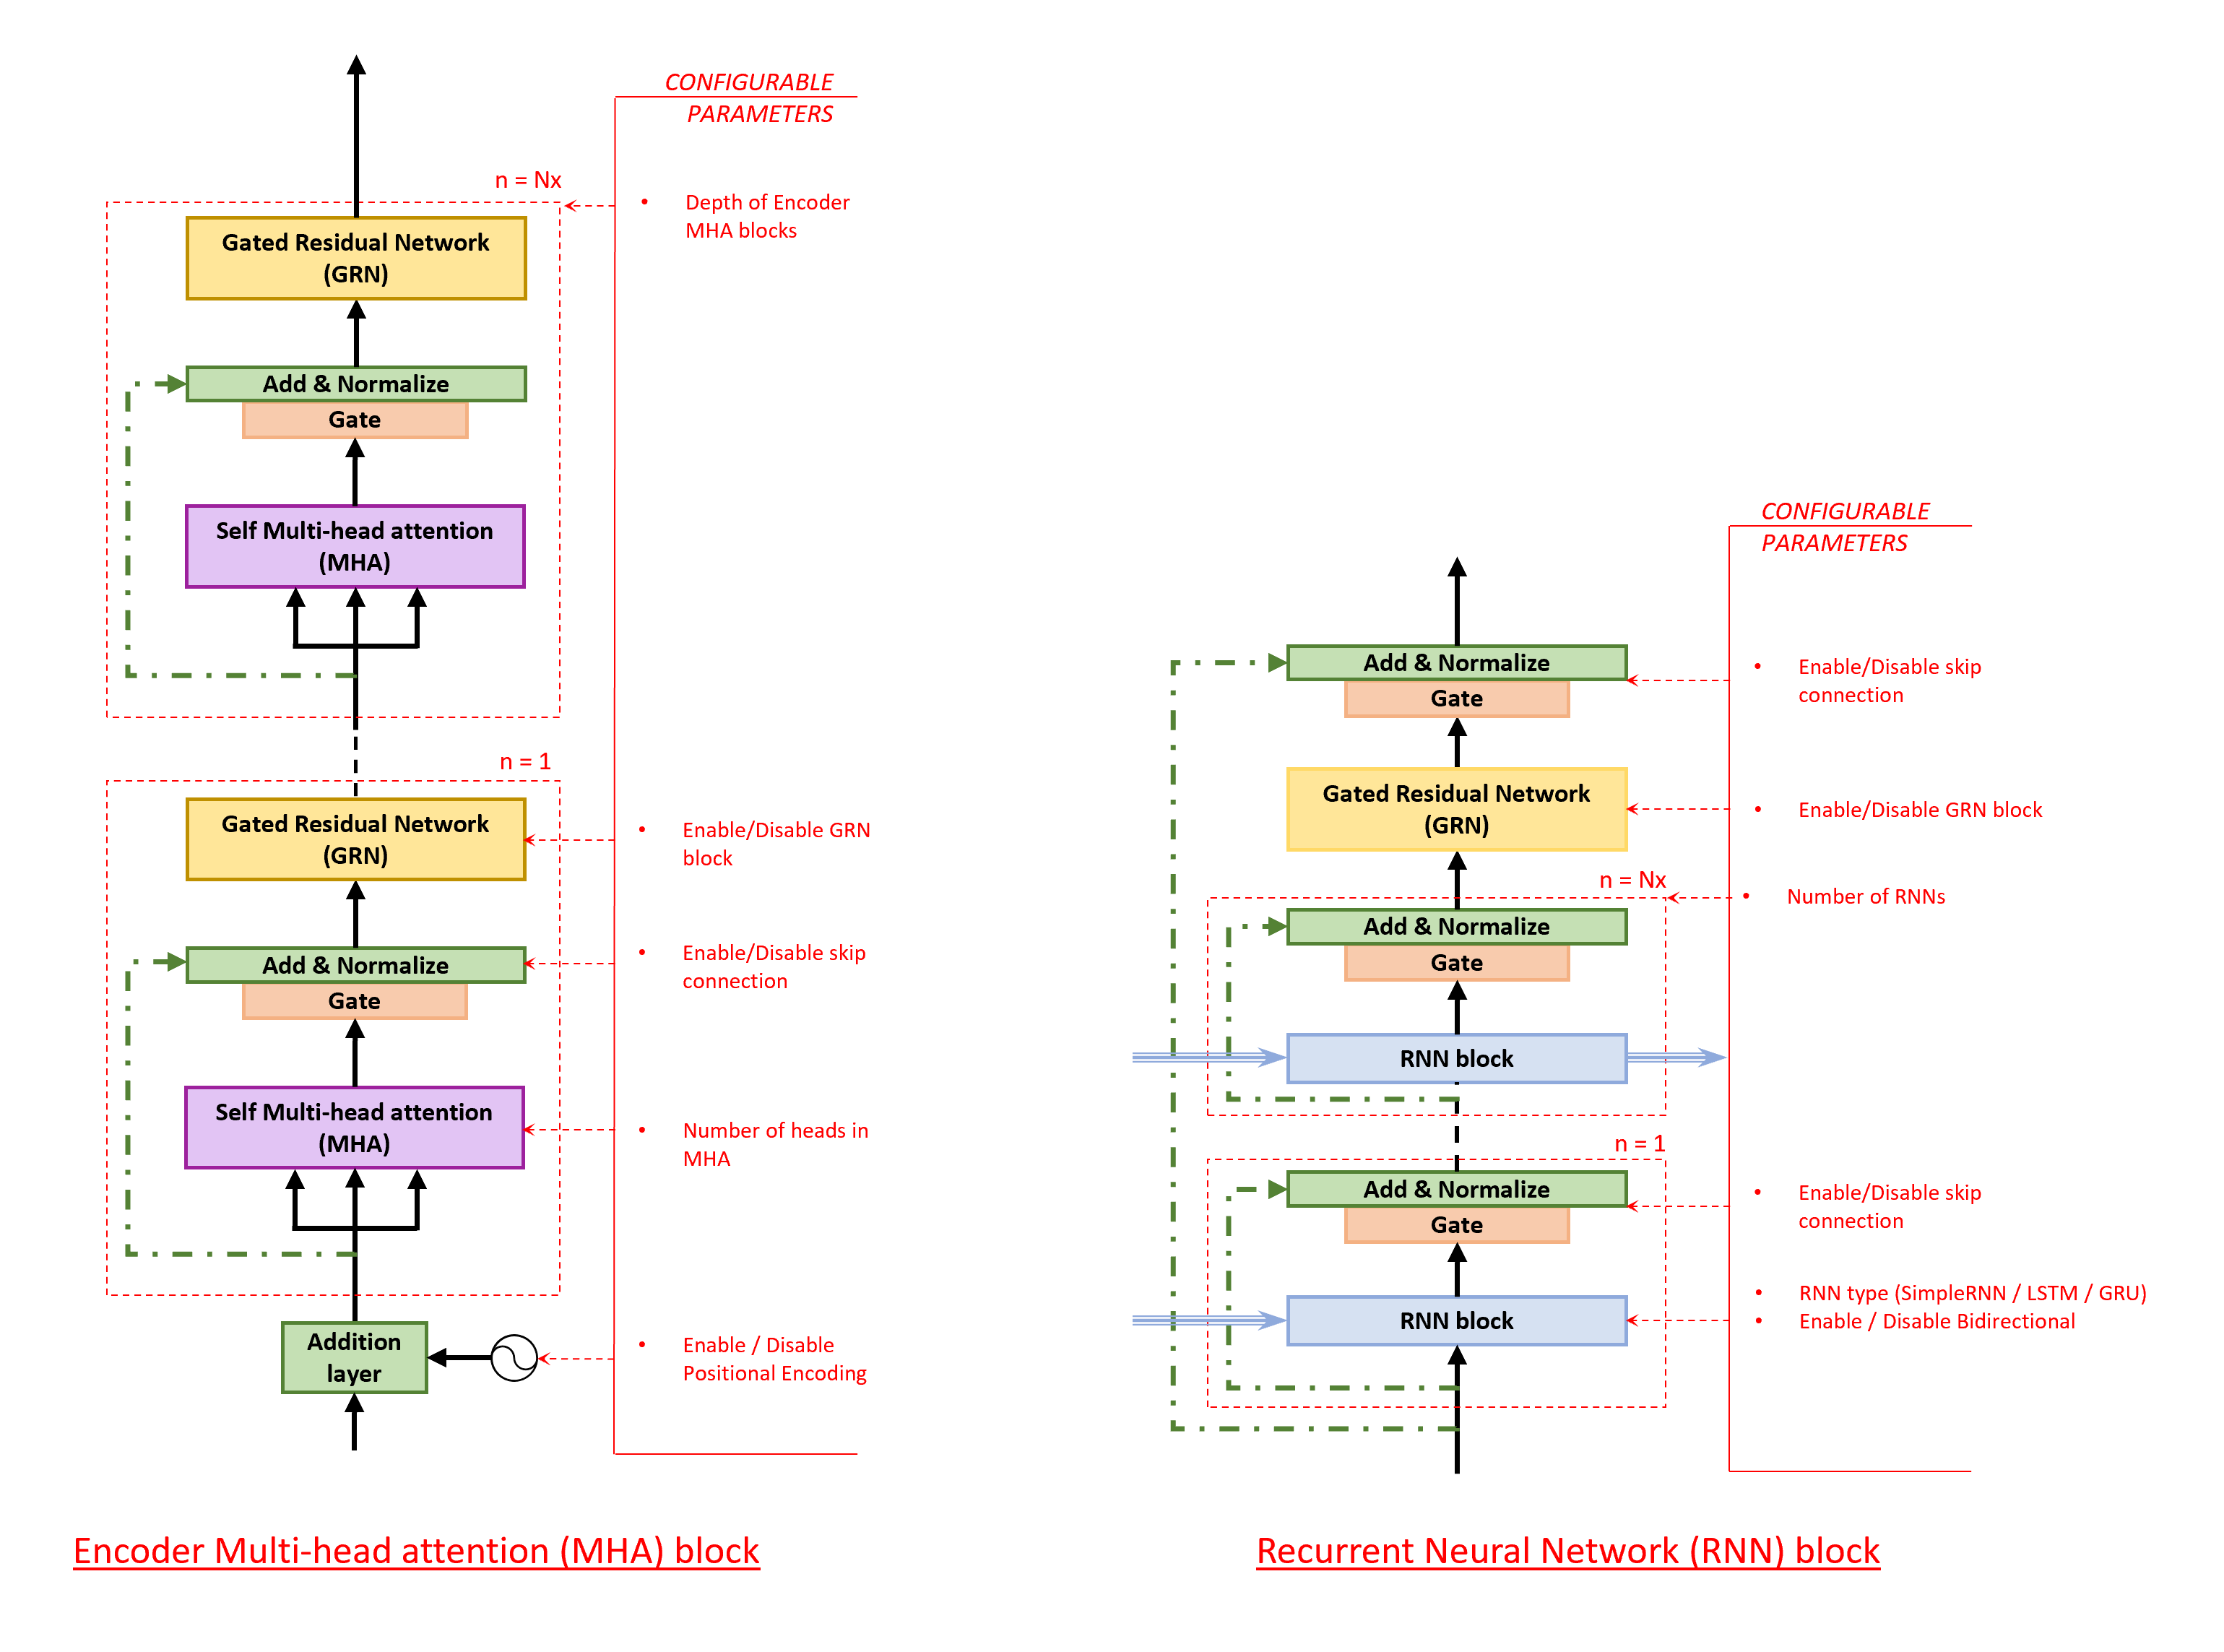 CONFIGURABLE
PARAMETERS
n = Nx
• Depth of Encoder
MHA blocks
Gated Residual Network
(GRN)
Add & Normalize
Gate
Self Multi-head attention
(MHA)
n = 1
Gated Residual Network
(GRN)
• Enable/Disable GRN
block
Add & Normalize
Gate
• Enable/Disable skip
connection
Self Multi-head attention
(MHA)
• Number of heads in
MHA
Addition
layer
• Enable / Disable
Positional Encoding
Encoder Multi-head attention (MHA) block
CONFIGURABLE
PARAMETERS
Add & Normalize
Gate
• Enable/Disable skip
connection
Gated Residual Network
(GRN)
• Enable/Disable GRN block
n = Nx
• Number of RNNs
Add & Normalize
Gate
RNN block
n = 1
Add & Normalize
Gate
• Enable/Disable skip
connection
RNN block
• RNN type (SimpleRNN / LSTM / GRU)
• Enable / Disable Bidirectional
Recurrent Neural Network (RNN) block